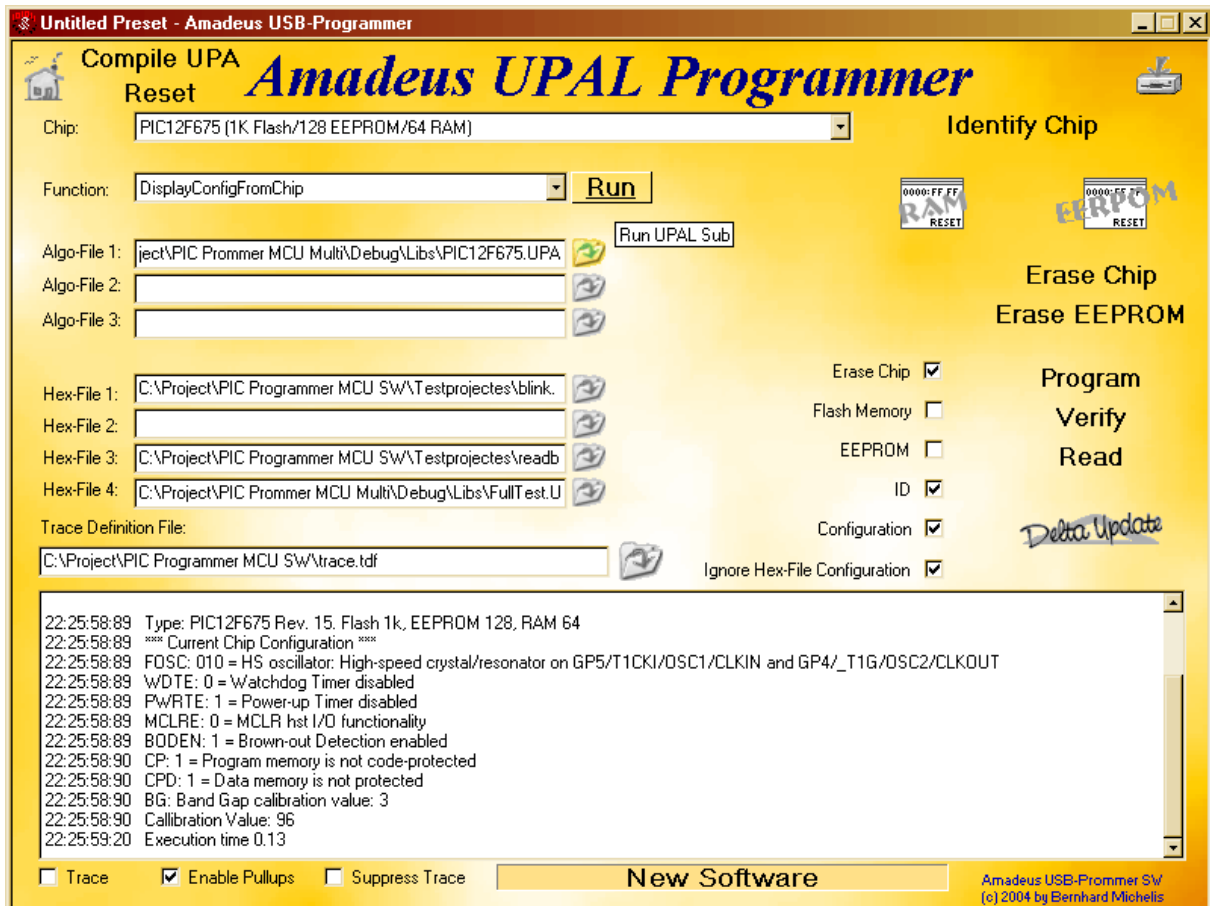 Untitled Preset - Amadeus USB-Programmer
Compile UPA
Reset
Amadeus UPAL Programmer
Chip:
PIC12F675 (1K Flash/128 EEPROM/64 RAM)
Identify Chip
Function:
DisplayConfigFromChip
Run
0000:FF FF
RAM
RESET
0000:FF FF
EERPOM
RESET
Run UPAL Sub
Algo-File 1:
ject\PIC Prommer MCU Multi\Debug\Libs\PIC12F675.UPA
Algo-File 2:
Algo-File 3:
Erase Chip
Erase EEPROM
Hex-File 1:
C:\Project\PIC Programmer MCU SW\Testprojectes\blink.
Hex-File 2:
Hex-File 3:
C:\Project\PIC Programmer MCU SW\Testprojectes\readb
Hex-File 4:
C:\Project\PIC Prommer MCU Multi\Debug\Libs\FullTest.U
Erase Chip
Flash Memory
EEPROM
ID
Configuration
Ignore Hex-File Configuration
Program
Verify
Read
Delta Update
Trace Definition File:
C:\Project\PIC Programmer MCU SW\trace.tdf
22:25:58:89 Type: PIC12F675 Rev. 15. Flash 1k, EEPROM 128, RAM 64
22:25:58:89 *** Current Chip Configuration ***
22:25:58:89 FOSC: 010 = HS oscillator: High-speed crystal/resonator on GP5/T1CKI/OSC1/CLKIN and GP4/_T1G/OSC2/CLKOUT
22:25:58:89 WDTE: 0 = Watchdog Timer disabled
22:25:58:89 PWRTE: 1 = Power-up Timer disabled
22:25:58:89 MCLRE: 0 = MCLR hst I/O functionality
22:25:58:89 BODEN: 1 = Brown-out Detection enabled
22:25:58:90 CP: 1 = Program memory is not code-protected
22:25:58:90 CPD: 1 = Data memory is not protected
22:25:58:90 BG: Band Gap calibration value: 3
22:25:58:90 Callibration Value: 96
22:25:59:20 Execution time 0.13
Trace
Enable Pullups
Suppress Trace
New Software
Amadeus USB-Prommer SW
(c) 2004 by Bernhard Michelis